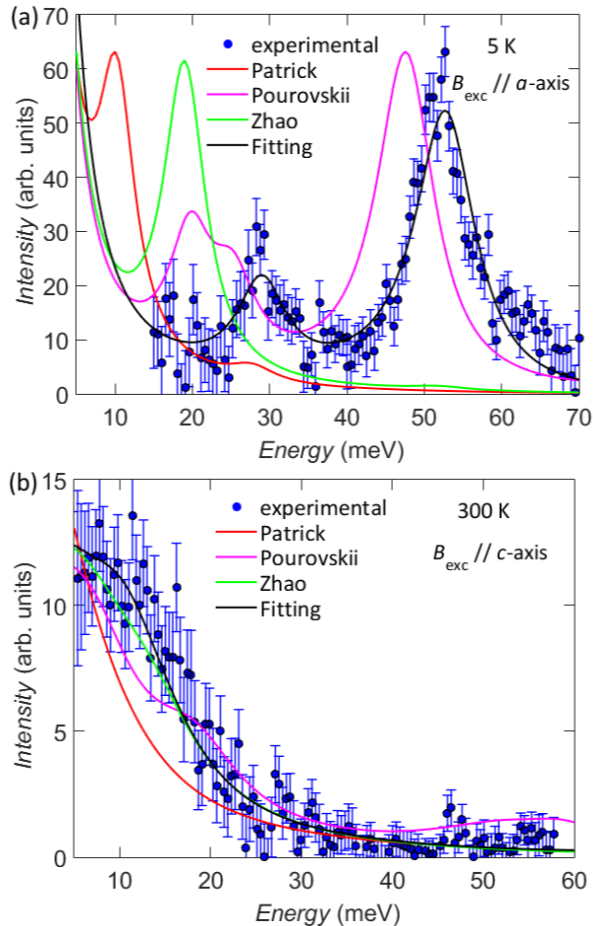 (a)
70
60
50
40
30
20
10
0
Intensity (arb. units)
experimental
Patrick
Pourovskii
Zhao
Fitting
5 K
Bexc // a-axis
10 20 30 40 50 60 70
Energy (meV)
(b)
15
10
5
0
Intensity (arb. units)
experimental
Patrick
Pourovskii
Zhao
Fitting
300 K
Bexc // c-axis
10 20 30 40 50 60
Energy (meV)